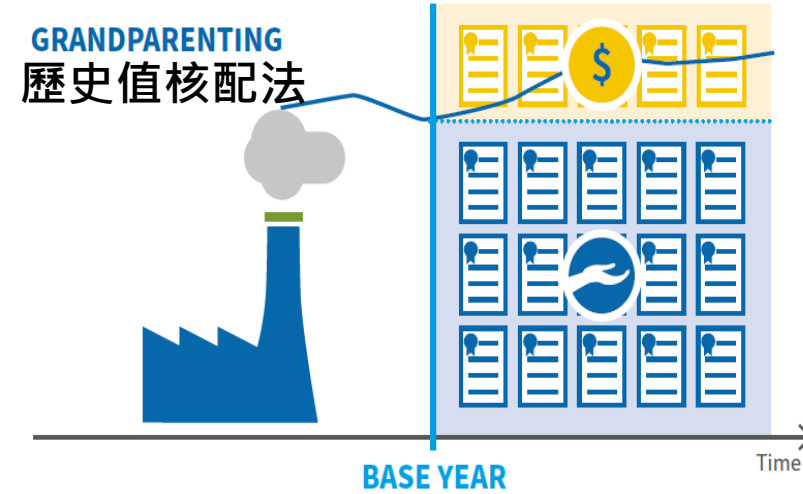 GRANDPARENTING
歷史值核配法
$
Time
BASE YEAR